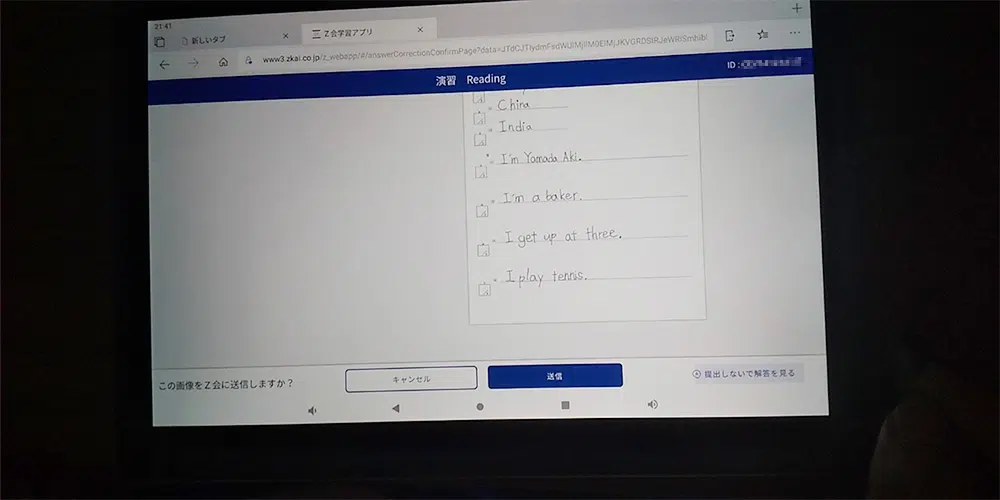 21:41
新しいタブ
Z会学習アプリ
www3.zkai.co.jp/z_webapp/#/answerCorrectionConfirmPage?data=
演習 Reading
ID :
China
India
I'm Yamada Aki.
I'm a baker.
I get up at three.
I play tennis.
この画像をZ会に送信しますか？
キャンセル
送信
提出しないで解答を見る